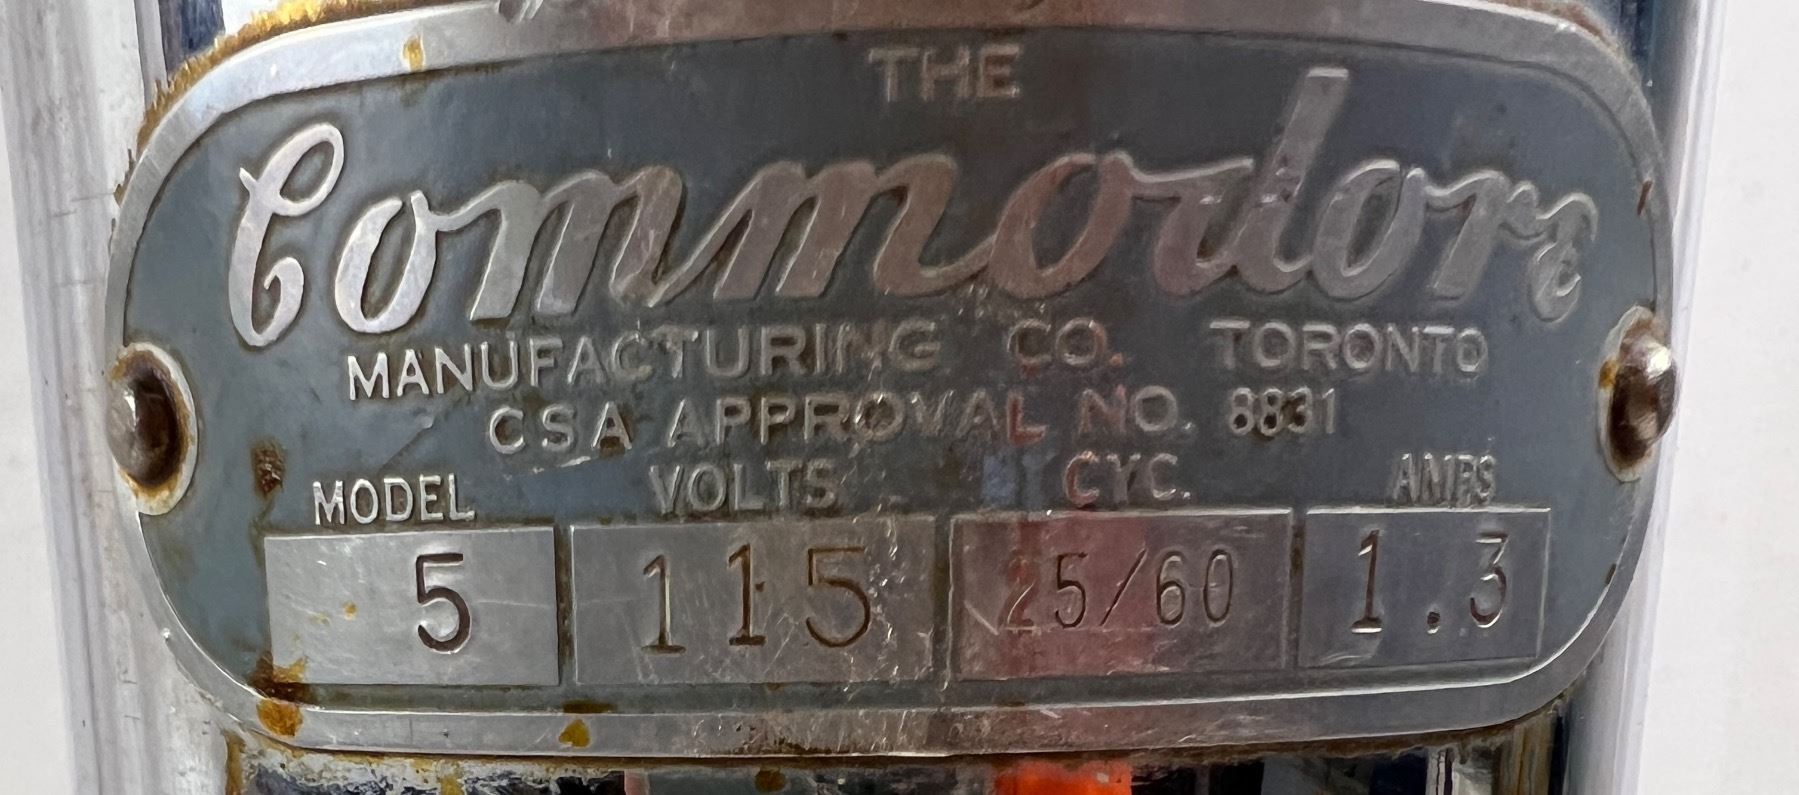 THE
Commodore
MANUFACTURING CO. TORONTO
CSA APPROVAL NO. 8831
MODEL VOLTS CYC. AMPS
5 115 25/60 1.3